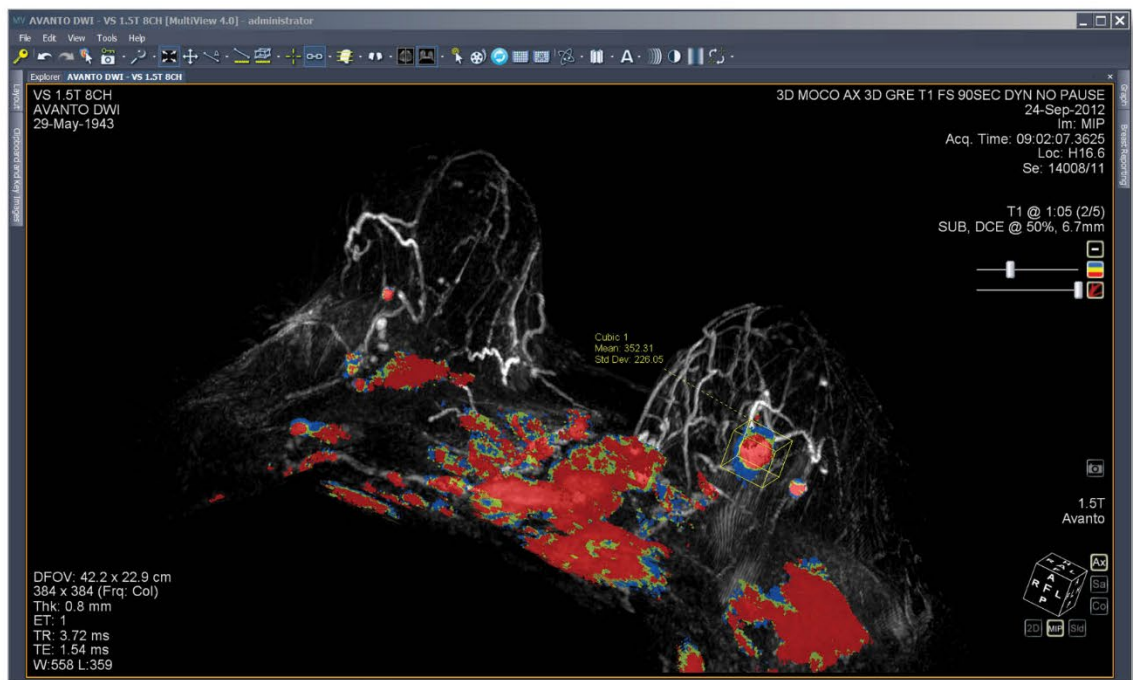 MV AVANTO DWI - VS 1.5T 8CH [MultiView 4.0] - administrator
File Edit View Tools Help
A
Explorer AVANTO DWI - VS 1.5T 8CH
Layout
Clipboard and Key Images
Graph
Breast Reporting
VS 1.5T 8CH
AVANTO DWI
29-May-1943
3D MOCO AX 3D GRE T1 FS 90SEC DYN NO PAUSE
24-Sep-2012
Im: MIP
Acq. Time: 09:02:07.3625
Loc: H16.6
Se: 14008/11
T1 @ 1:05 (2/5)
SUB, DCE @ 50%, 6.7mm
Cubic 1
Mean: 352.31
Std Dev: 226.05
1.5T
Avanto
DFOV: 42.2 x 22.9 cm
384 x 384 (Frq: Col)
Thk: 0.8 mm
ET: 1
TR: 3.72 ms
TE: 1.54 ms
W:558 L:359
Ax
Sa
Co
2D MIP Sld